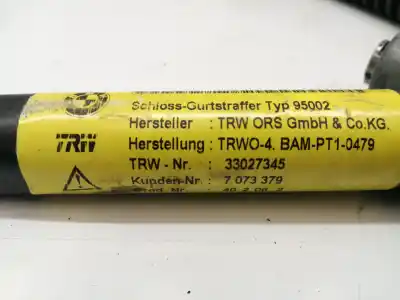 Schloss-Gurtstraffer Typ 95002
Hersteller : TRW ORS GmbH & Co.KG.
TRW
Herstellung : TRWO-4. BAM-PT1-0479
TRW - Nr. : 33027345
Kunden-Nr : 7 073 379